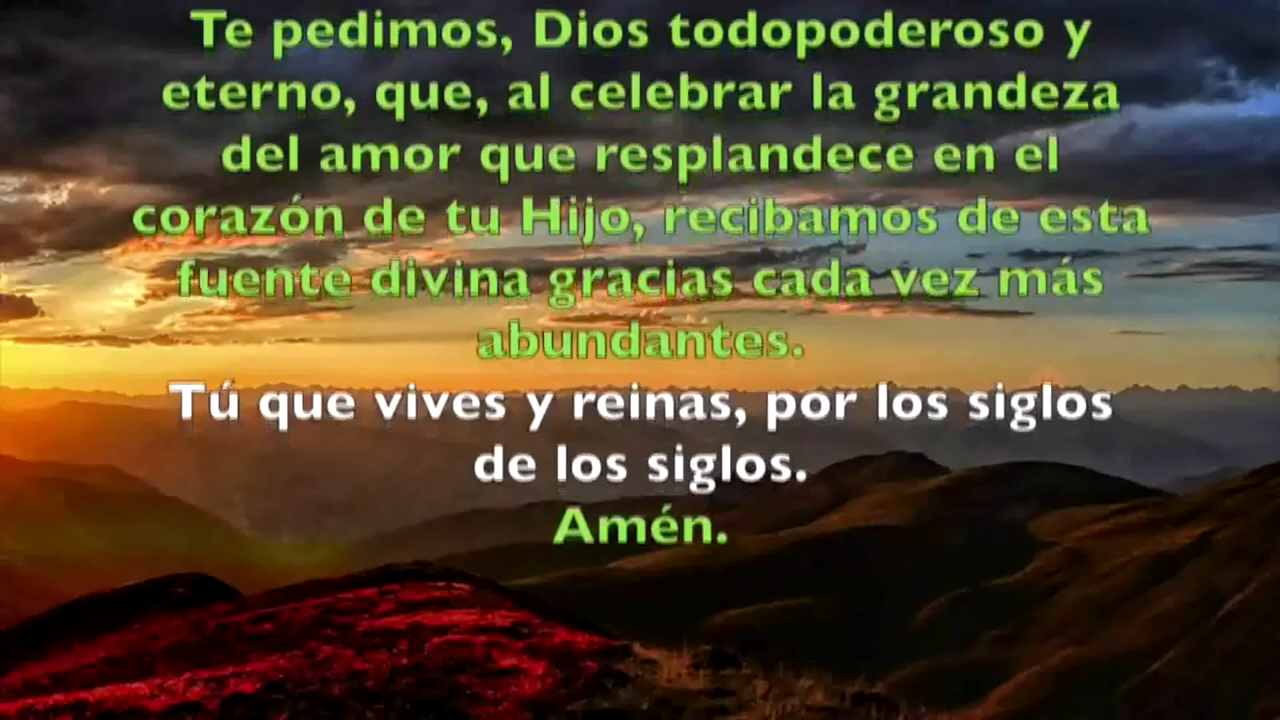 Te pedimos, Dios todopoderoso y
eterno, que, al celebrar la grandeza
del amor que resplandece en el
corazón de tu Hijo, recibamos de esta
fuente divina gracias cada vez más
abundantes.
Tú que vives y reinas, por los siglos
de los siglos.
Amén.